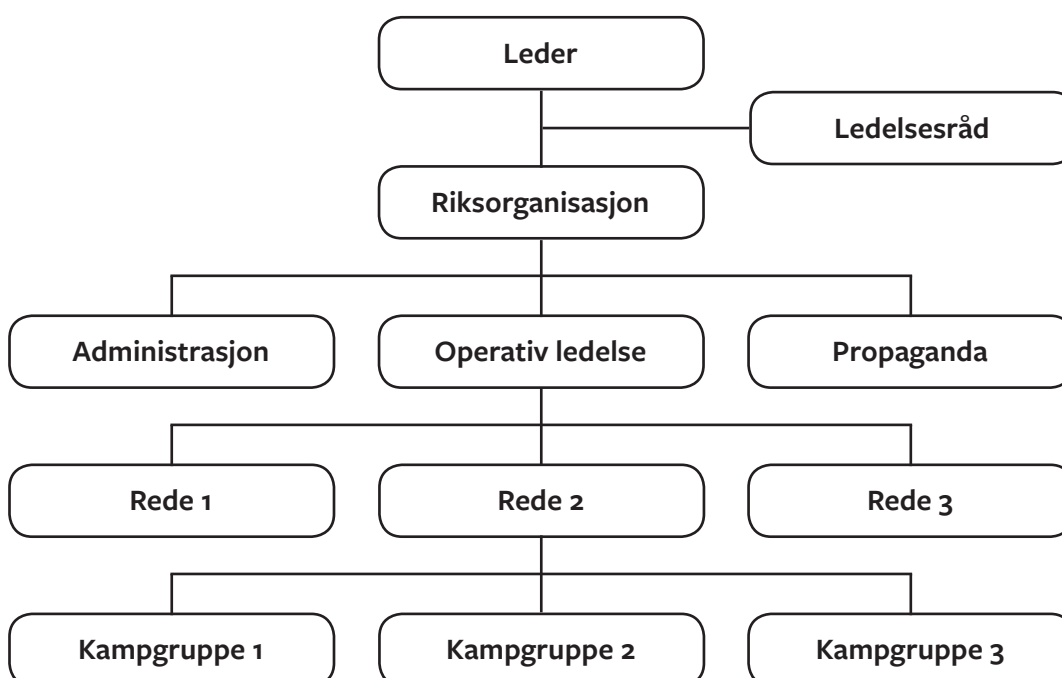 Leder
Ledelsesråd
Riksorganisasjon
Administrasjon
Operativ ledelse
Propaganda
Rede 1
Rede 2
Rede 3
Kampgruppe 1
Kampgruppe 2
Kampgruppe 3